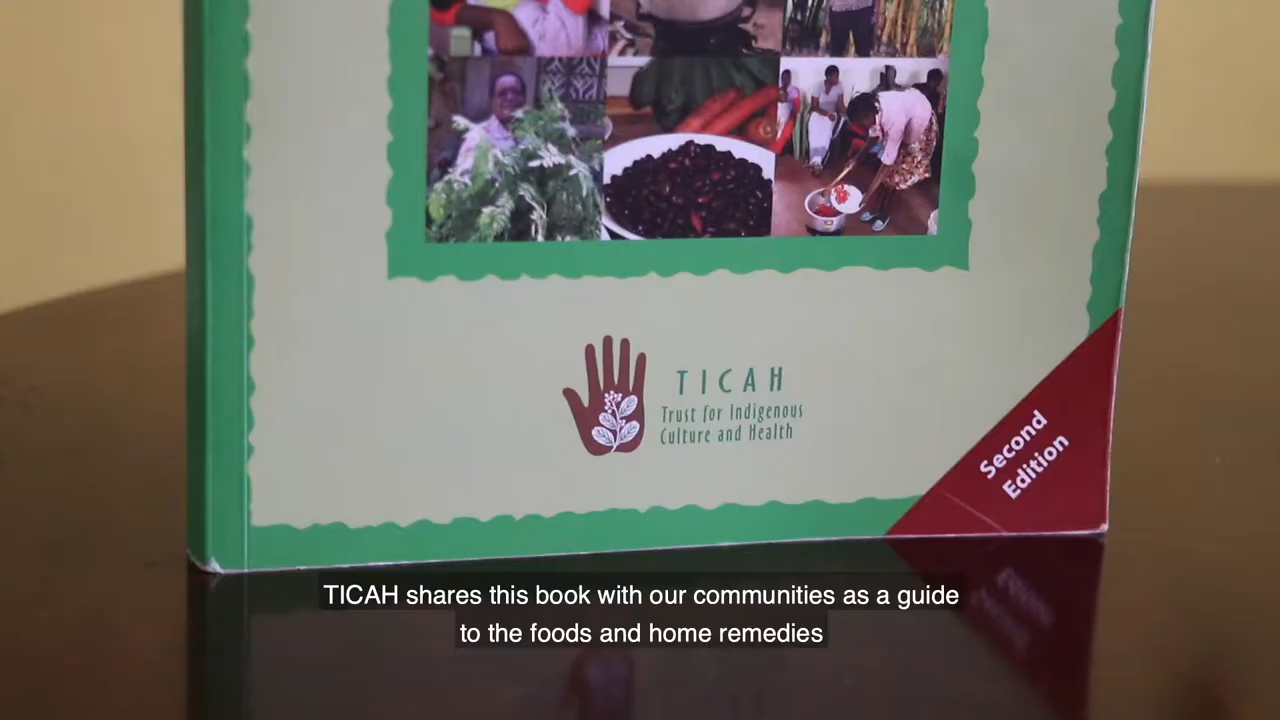 TICAH
Trust for Indigenous
Culture and Health
Second
Edition
TICAH shares this book with our communities as a guide
to the foods and home remedies